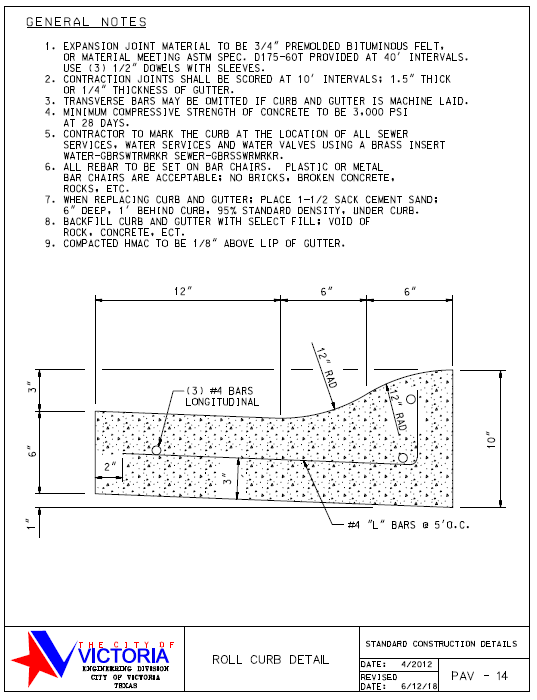 GENERAL NOTES
1. EXPANSION JOINT MATERIAL TO BE 3/4" PREMOLDED BITUMINOUS FELT,
OR MATERIAL MEETING ASTM SPEC. D175-60T PROVIDED AT 40' INTERVALS.
USE (3) 1/2" DOWELS WITH SLEEVES.
2. CONTRACTION JOINTS SHALL BE SCORED AT 10' INTERVALS; 1.5" THICK
OR 1/4" THICKNESS OF GUTTER.
3. TRANSVERSE BARS MAY BE OMITTED IF CURB AND GUTTER IS MACHINE LAID.
4. MINIMUM COMPRESSIVE STRENGTH OF CONCRETE TO BE 3,000 PSI
AT 28 DAYS.
5. CONTRACTOR TO MARK THE CURB AT THE LOCATION OF ALL SEWER
SERVICES, WATER SERVICES AND WATER VALVES USING A BRASS INSERT
WATER-GBRSWTRMRKR SEWER-GBRSSWRMRKR.
6. ALL REBAR TO BE SET ON BAR CHAIRS. PLASTIC OR METAL
BAR CHAIRS ARE ACCEPTABLE; NO BRICKS, BROKEN CONCRETE,
ROCKS, ETC.
7. WHEN REPLACING CURB AND GUTTER; PLACE 1-1/2 SACK CEMENT SAND;
6" DEEP, 1' BEHIND CURB, 95% STANDARD DENSITY, UNDER CURB.
8. BACKFILL CURB AND GUTTER WITH SELECT FILL; VOID OF
ROCK, CONCRETE, ECT.
9. COMPACTED HMAC TO BE 1/8" ABOVE LIP OF GUTTER.
12" 6" 6"
12" RAD
3"
(3) #4 BARS
LONGITUDINAL
12" RAD
6"
10"
2"
3"
1"
#4 "L" BARS @ 5'O.C.
THE CITY OF
VICTORIA
ENGINEERING DIVISION
CITY OF VICTORIA
TEXAS
ROLL CURB DETAIL
STANDARD CONSTRUCTION DETAILS
DATE: 4/2012
REVISED
DATE: 6/12/18
PAV - 14